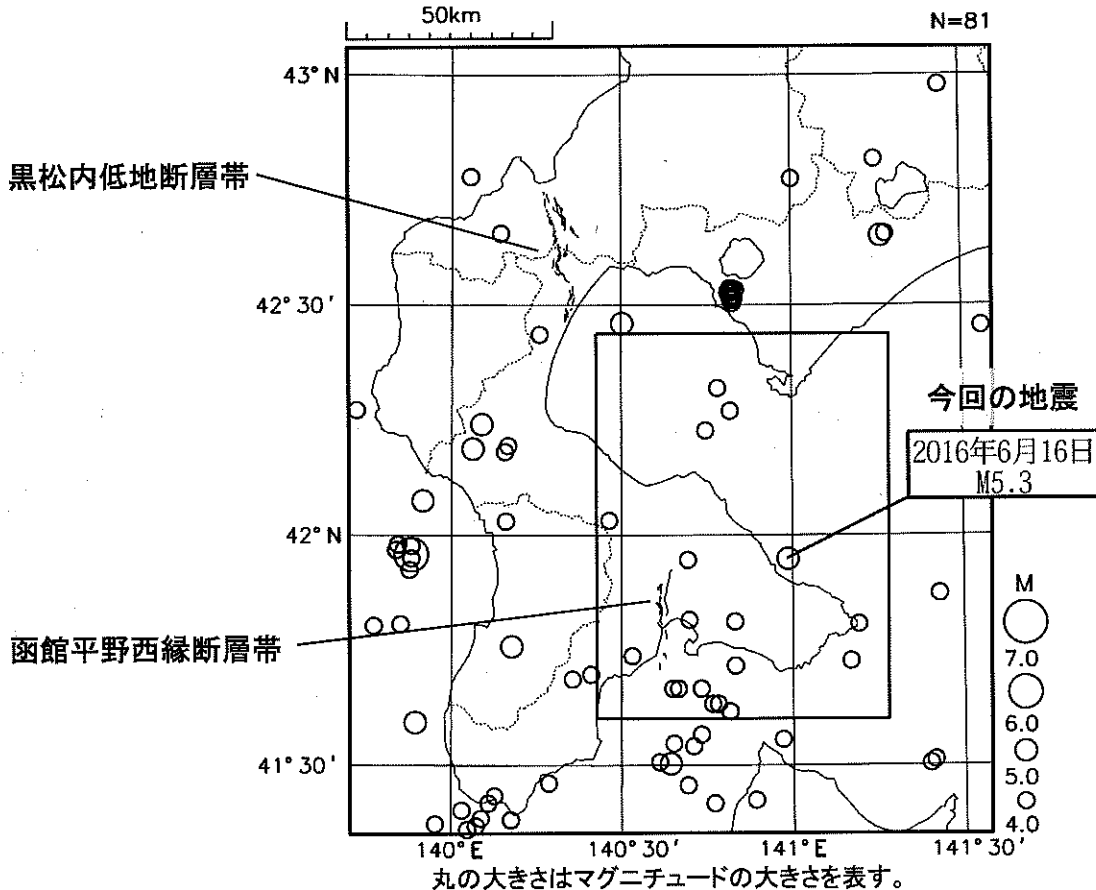 50km
N=81
43°N
黒松内低地断層帯
42°30'
今回の地震
2016年6月16日
M5.3
42°N
M
7.0
函館平野西縁断層帯
6.0
5.0
41°30'
4.0
140°E
140°30'
141°E
141°30'
丸の大きさはマグニチュードの大きさを表す。